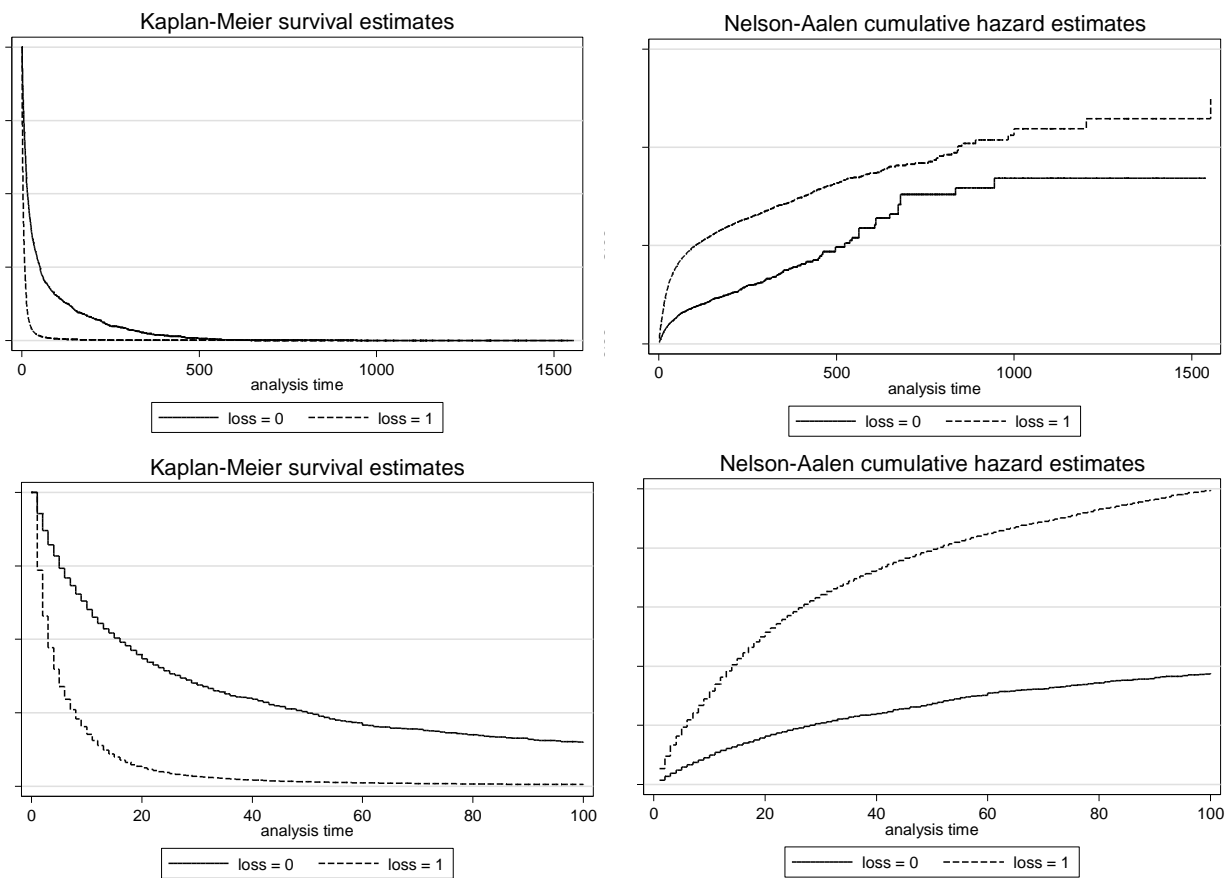 Kaplan-Meier survival estimates
0
500
1000
1500
analysis time
loss = 0
loss = 1
Nelson-Aalen cumulative hazard estimates
0
500
1000
1500
analysis time
loss = 0
loss = 1
Kaplan-Meier survival estimates
0
20
40
60
80
100
analysis time
loss = 0
loss = 1
Nelson-Aalen cumulative hazard estimates
0
20
40
60
80
100
analysis time
loss = 0
loss = 1